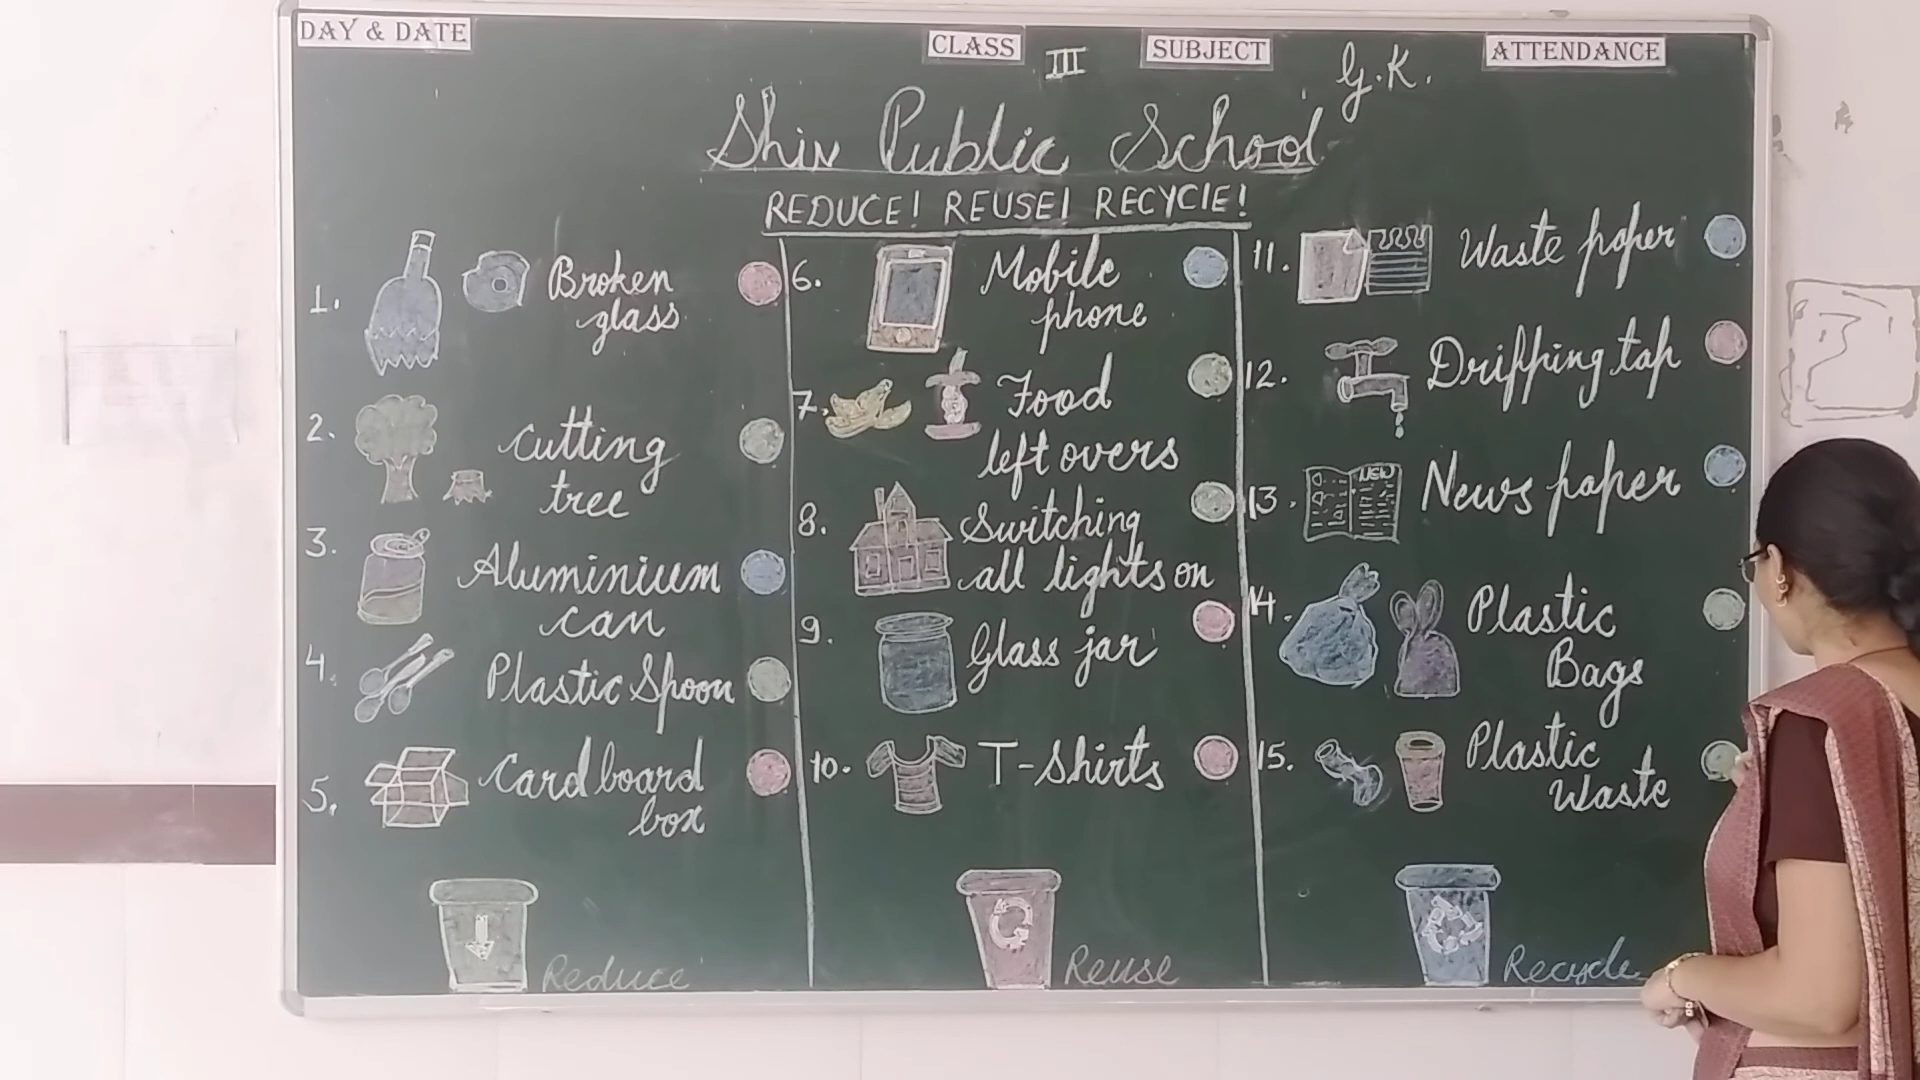 DAY & DATE
CLASS III
SUBJECT G.K.
ATTENDANCE
Shiv Public School
REDUCE! REUSE! RECYCLE!
1. Broken
glass
2. Cutting
tree
3. Aluminium
can
4. Plastic Spoon
5. Cardboard
box
6. Mobile
phone
7. Food
left overs
8. Switching
all lights on
9. Glass jar
10. T-Shirts
11. Waste paper
12. Dripping tap
13. News paper
NEW
14. Plastic
Bags
15. Plastic
Waste
Reduce
Reuse
Recycle